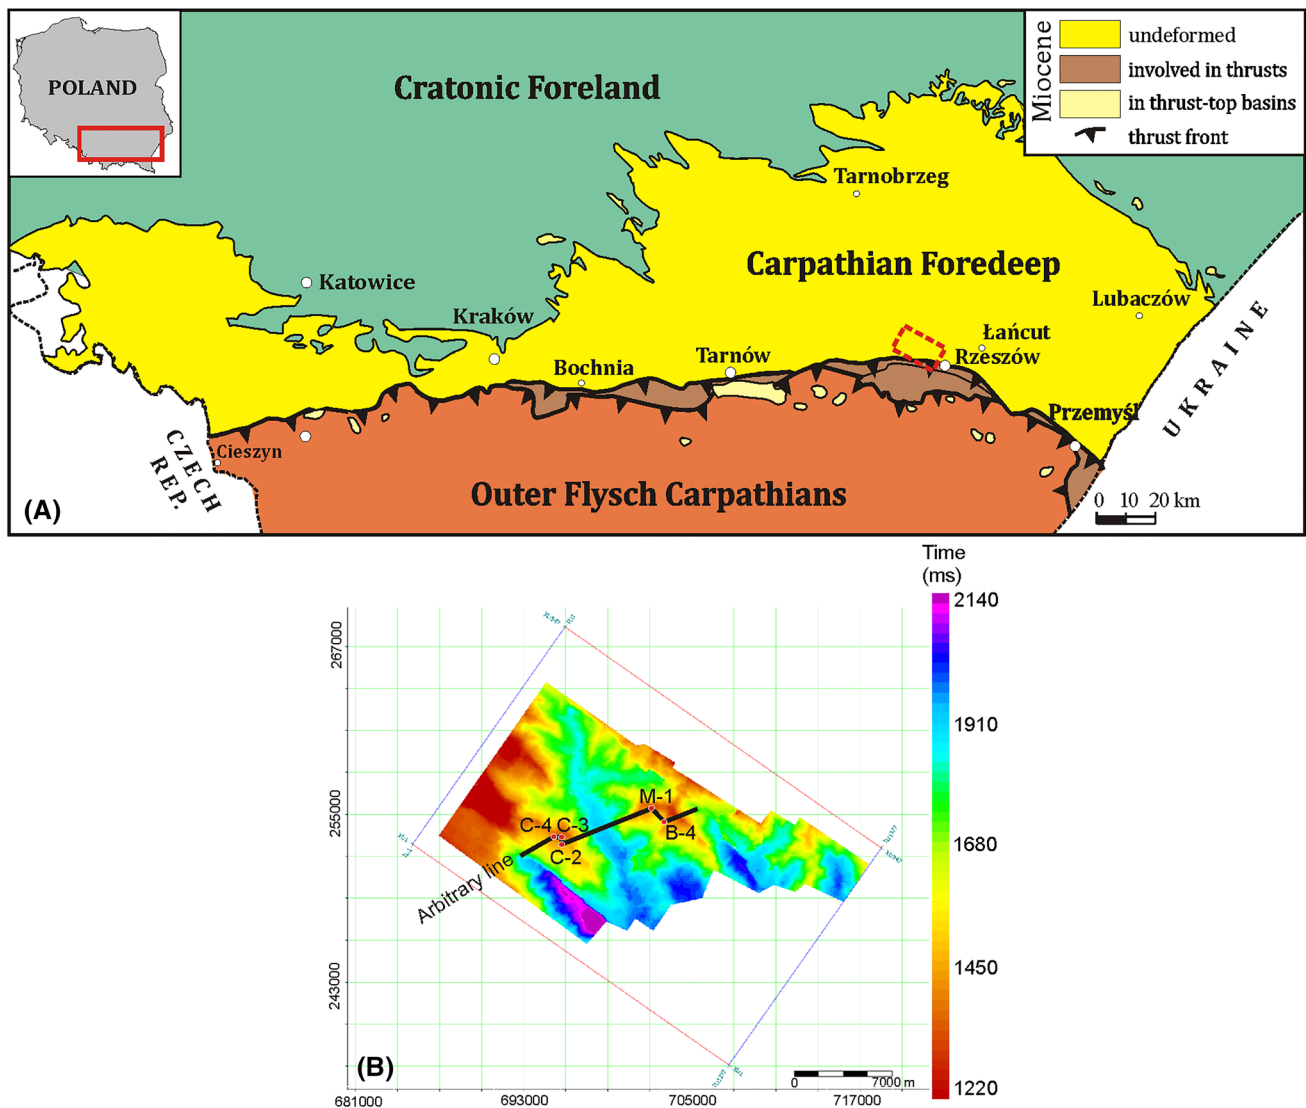 POLAND
Cratonic Foreland
Miocene
undeformed
involved in thrusts
in thrust-top basins
thrust front
Tarnobrzeg
Carpathian Foredeep
Katowice
Lubaczów
Kraków
Łańcut
Rzeszów
Tarnów
Bochnia
Przemyśl
UKRAINE
Cieszyn
CZECH
REP.
Outer Flysch Carpathians
0 10 20 km
(A)
Time
(ms)
2140
1910
1680
1450
1220
267000
255000
243000
M-1
C-4 C-3
B-4
C-2
Arbitrary line
(B)
0 7000 m
681000 693000 705000 717000